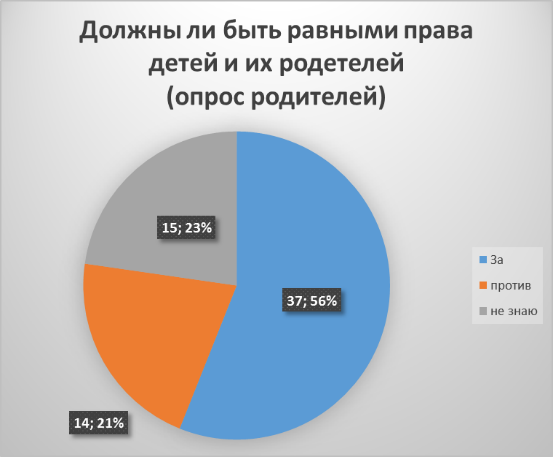 Должны ли быть равными права
детей и их родетелей
(опрос родителей)
15; 23%
37; 56%
14; 21%
За
против
не знаю